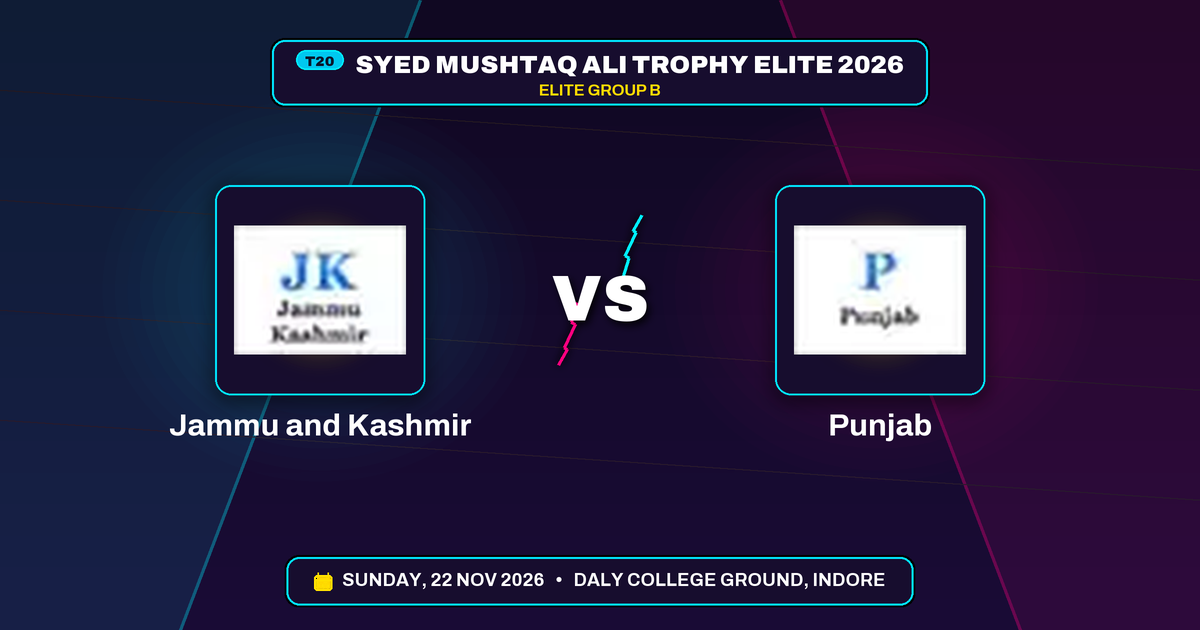 T20 SYED MUSHTAQ ALI TROPHY ELITE 2026
ELITE GROUP B
JK
Jammu
Kashmir
Jammu and Kashmir
VS
P
Punjab
Punjab
SUNDAY, 22 NOV 2026 • DALY COLLEGE GROUND, INDORE